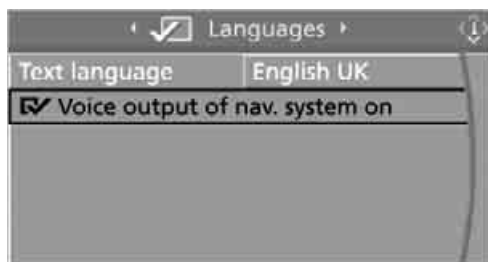 Languages
Text language English UK
Voice output of nav. system on